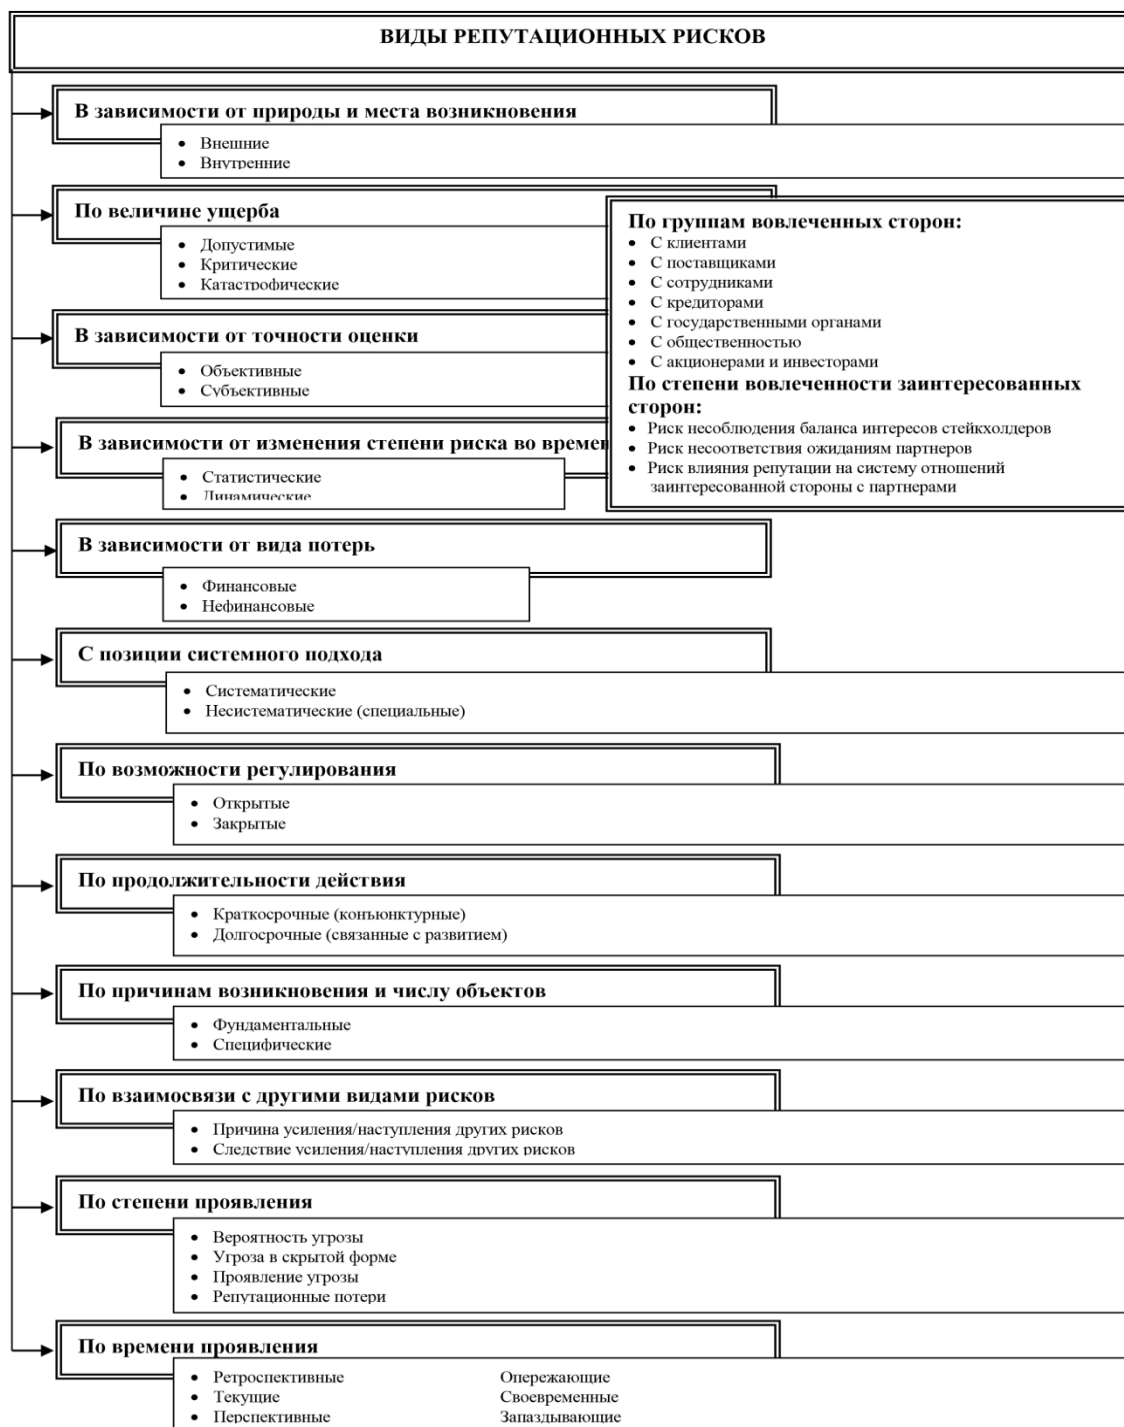 ВИДЫ РЕПУТАЦИОННЫХ РИСКОВ
В зависимости от природы и места возникновения
• Внешние
• Внутренние
По величине ущерба
• Допустимые
• Критические
• Катастрофические
В зависимости от точности оценки
• Объективные
• Субъективные
В зависимости от изменения степени риска во времен
• Статистические
• Динамические
По группам вовлеченных сторон:
• С клиентами
• С поставщиками
• С сотрудниками
• С кредиторами
• С государственными органами
• С общественностью
• С акционерами и инвесторами
По степени вовлеченности заинтересованных
сторон:
• Риск несоблюдения баланса интересов стейкхолдеров
• Риск несоответствия ожиданиям партнеров
• Риск влияния репутации на систему отношений
заинтересованной стороны с партнерами
В зависимости от вида потерь
• Финансовые
• Нефинансовые
С позиции системного подхода
• Систематические
• Несистематические (специальные)
По возможности регулирования
• Открытые
• Закрытые
По продолжительности действия
• Краткосрочные (конъюнктурные)
• Долгосрочные (связанные с развитием)
По причинам возникновения и числу объектов
• Фундаментальные
• Специфические
По взаимосвязи с другими видами рисков
• Причина усиления/наступления других рисков
• Следствие усиления/наступления других рисков
По степени проявления
• Вероятность угрозы
• Угроза в скрытой форме
• Проявление угрозы
• Репутационные потери
По времени проявления
• Ретроспективные Опережающие
• Текущие Своевременные
• Перспективные Запаздывающие